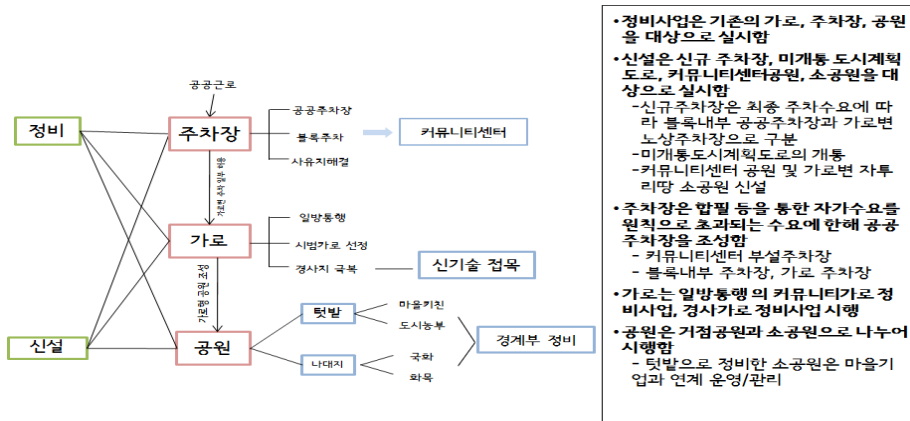 공공근로
정비
주차장
공공주차장
블록주차
사유지해결
커뮤니티센터
가로변 주차 일부 허용
가로
일방통행
시범가로 선정
경사지 극복
신기술 접목
가로형 공원 조성
신설
공원
텃밭
마을키친
도시농부
나대지
국화
화목
경계부 정비
•정비사업은 기존의 가로, 주차장, 공원
을 대상으로 실시함
•신설은 신규 주차장, 미개통 도시계획
도로, 커뮤니티센터공원, 소공원을 대
상으로 실시함
-신규주차장은 최종 주차수요에 따
라 블록내부 공공주차장과 가로변
노상주차장으로 구분
-미개통도시계획도로의 개통
-커뮤니티센터 공원 및 가로변 자투
리땅 소공원 신설
•주차장은 합필 등을 통한 자가수요를
원칙으로 초과되는 수요에 한해 공공
주차장을 조성함
- 커뮤니티센터 부설주차장
- 블록내부 주차장, 가로 주차장
•가로는 일방통행 의 커뮤니티가로 정
비사업, 경사가로 정비사업 시행
•공원은 거점공원과 소공원으로 나누어
시행함
- 텃밭으로 정비한 소공원은 마을기
업과 연계 운영/관리